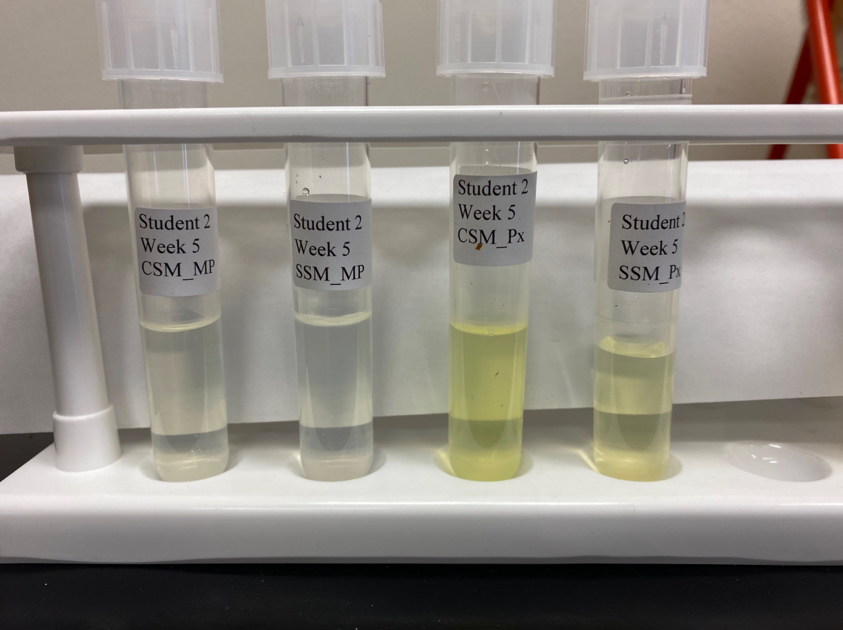 Student 2
Week 5
CSM_MP
Student 2
Week 5
SSM_MP
Student 2
Week 5
CSM_Px
Student 2
Week 5
SSM_Px